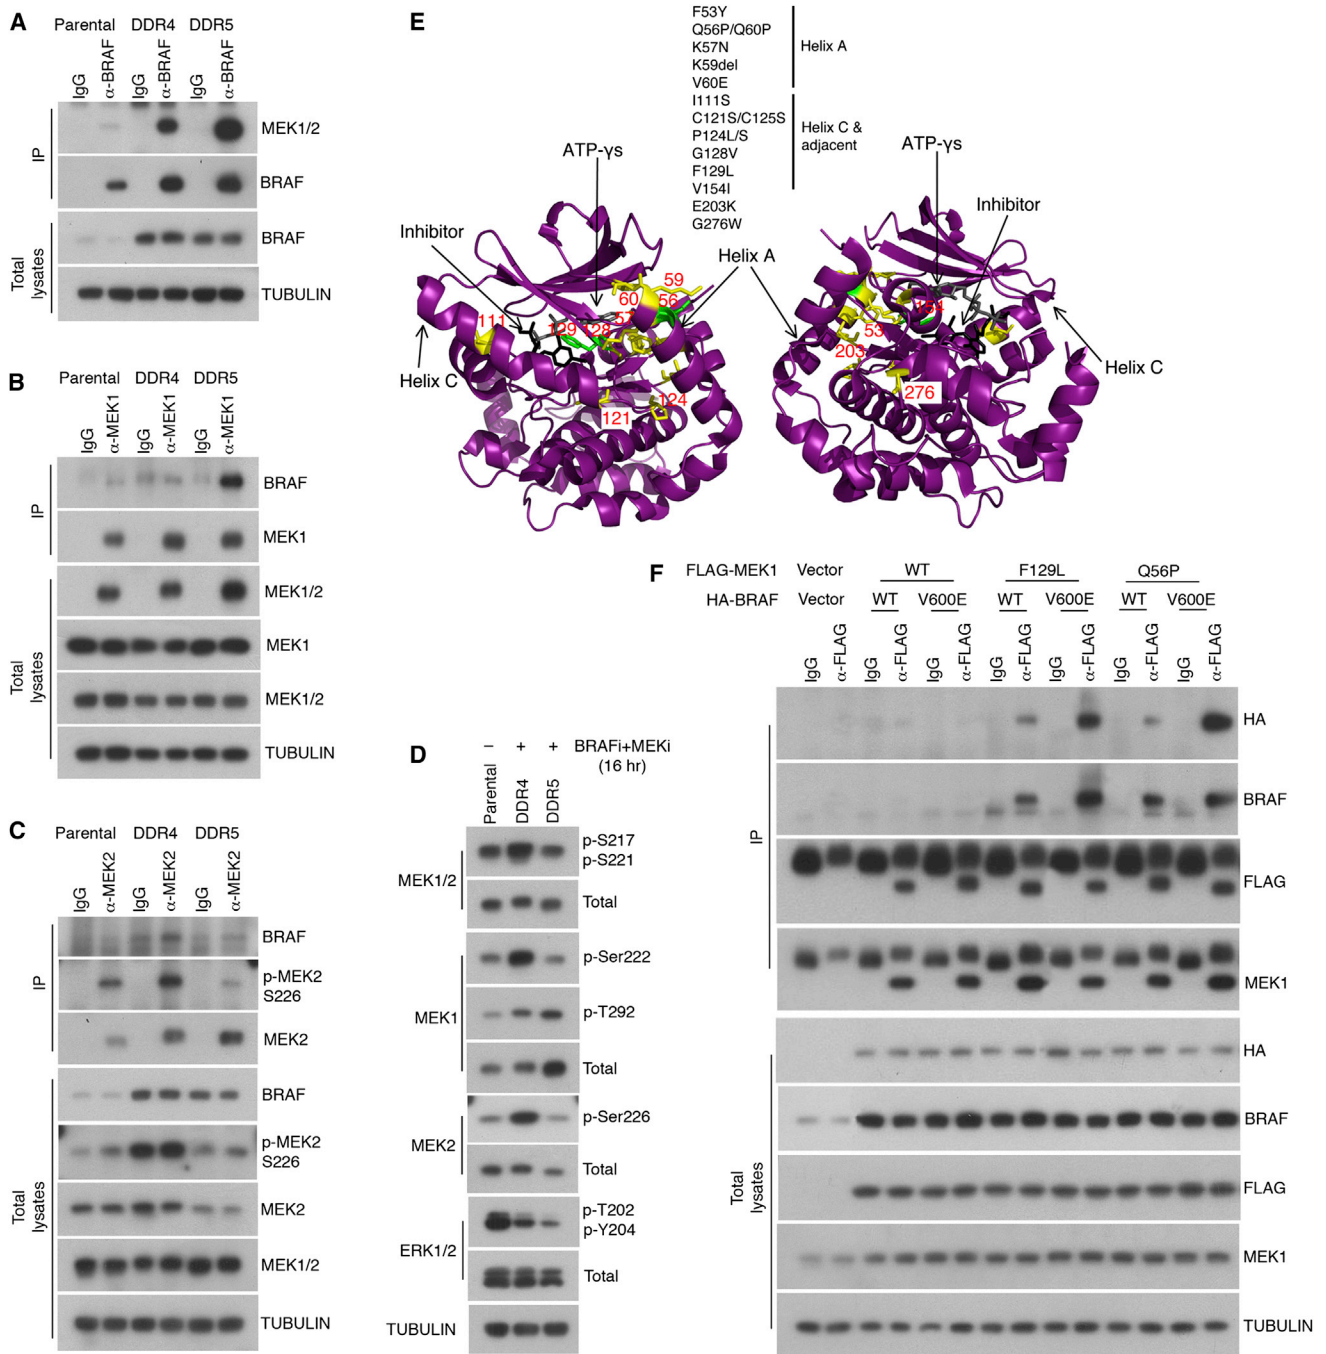 A
Parental DDR4 DDR5
IgG α-BRAF IgG α-BRAF IgG α-BRAF
IP
MEK1/2
BRAF
Total lysates
BRAF
TUBULIN
B
Parental DDR4 DDR5
IgG α-MEK1 IgG α-MEK1 IgG α-MEK1
IP
BRAF
MEK1
MEK1/2
Total lysates
MEK1
MEK1/2
TUBULIN
C
Parental DDR4 DDR5
IgG α-MEK2 IgG α-MEK2 IgG α-MEK2
IP
BRAF
p-MEK2
S226
MEK2
Total lysates
BRAF
p-MEK2
S226
MEK2
MEK1/2
TUBULIN
D
– + + BRAFi+MEKi
(16 hr)
Parental DDR4 DDR5
MEK1/2
p-S217
p-S221
Total
MEK1
p-Ser222
p-T292
Total
MEK2
p-Ser226
Total
ERK1/2
p-T202
p-Y204
Total
TUBULIN
E
F53Y
Q56P/Q60P
K57N
K59del
V60E
Helix A
I111S
C121S/C125S
P124L/S
G128V
F129L
V154I
Helix C &
adjacent
E203K
G276W
ATP-γs
Inhibitor
Helix C
Helix A
111
129
128
57
60
56
59
121
124
ATP-γs
Inhibitor
Helix C
154
53
203
276
F
FLAG-MEK1 Vector WT F129L Q56P
HA-BRAF Vector WT V600E WT V600E WT V600E
IgG α-FLAG IgG α-FLAG IgG α-FLAG IgG α-FLAG IgG α-FLAG IgG α-FLAG IgG α-FLAG
IP
HA
BRAF
FLAG
MEK1
Total lysates
HA
BRAF
FLAG
MEK1
TUBULIN